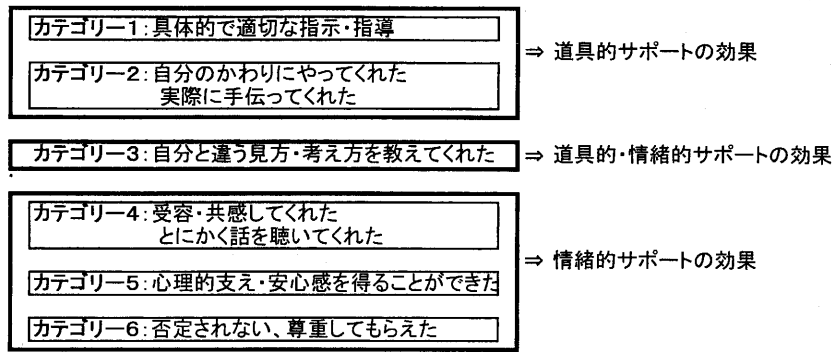 カテゴリー1:具体的で適切な指示・指導
カテゴリー2:自分のかわりにやってくれた
実際に手伝ってくれた
⇒ 道具的サポートの効果
カテゴリー3:自分と違う見方・考え方を教えてくれた
⇒ 道具的・情緒的サポートの効果
カテゴリー4:受容・共感してくれた
とにかく話を聴いてくれた
カテゴリー5:心理的支え・安心感を得ることができた
カテゴリー6:否定されない、尊重してもらえた
⇒ 情緒的サポートの効果